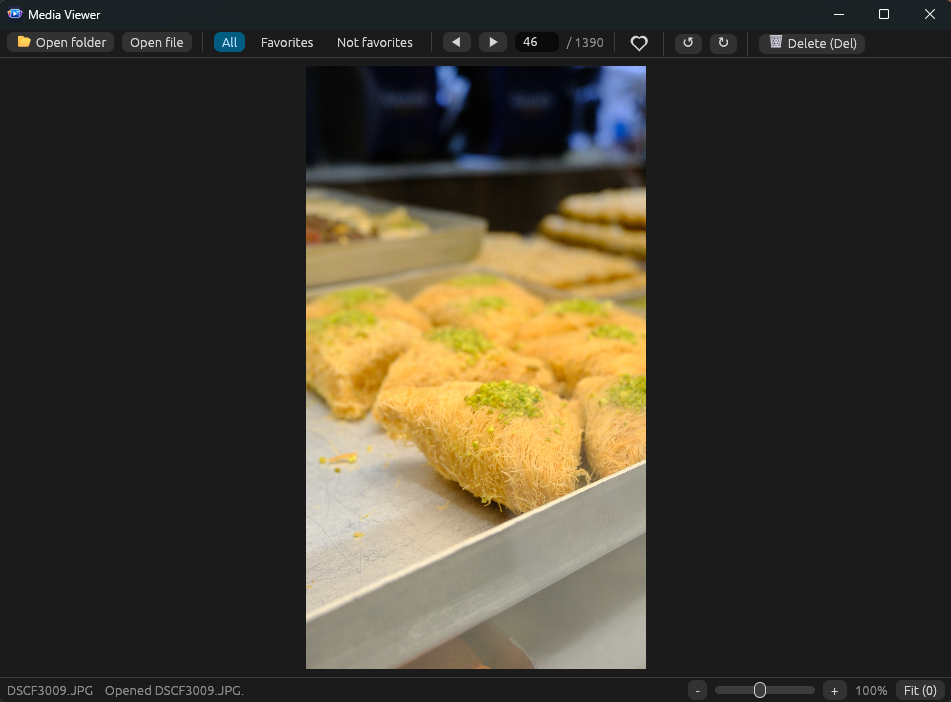 Media Viewer
Open folder Open file All Favorites Not favorites 46 / 1390 Delete (Del)
DSCF3009.JPG Opened DSCF3009.JPG. - + 100% Fit (0)